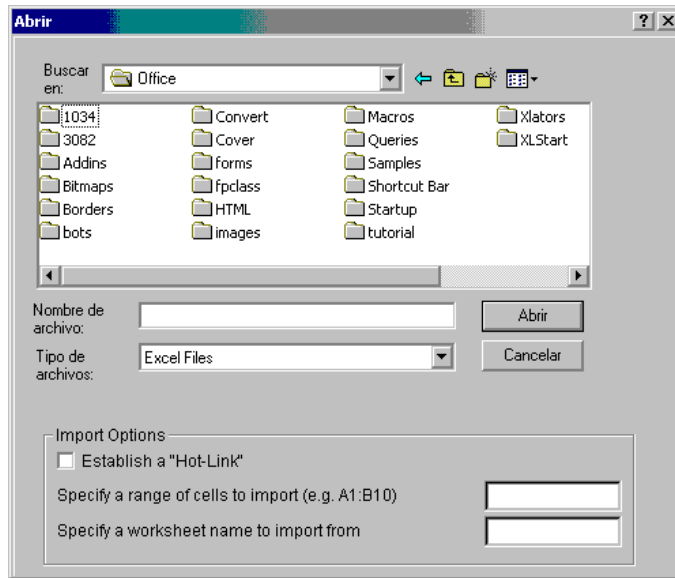 Abrir
Buscar en:
Office
1034 Convert Macros Xlators
3082 Cover Queries XLStart
Addins forms Samples
Bitmaps fpclass Shortcut Bar
Borders HTML Startup
bots images tutorial
Nombre de archivo:
Abrir
Tipo de archivos:
Excel Files
Cancelar
Import Options
Establish a "Hot-Link"
Specify a range of cells to import (e.g. A1:B10)
Specify a worksheet name to import from